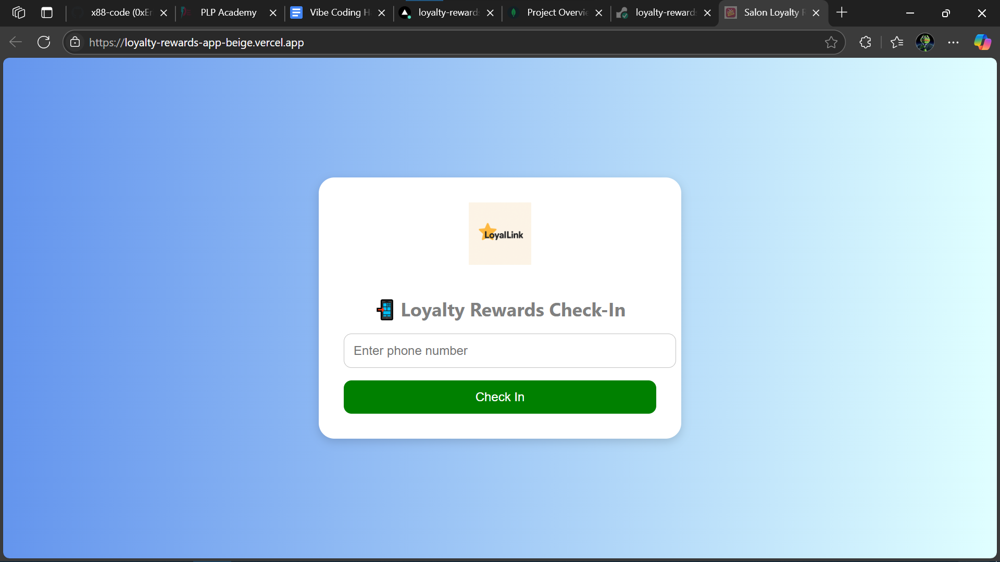 x88-code (0xEr
PLP Academy
Vibe Coding H
loyalty-reward
Project Overvie
loyalty-reward
Salon Loyalty R
https://loyalty-rewards-app-beige.vercel.app
LoyalLink
Loyalty Rewards Check-In
Enter phone number
Check In